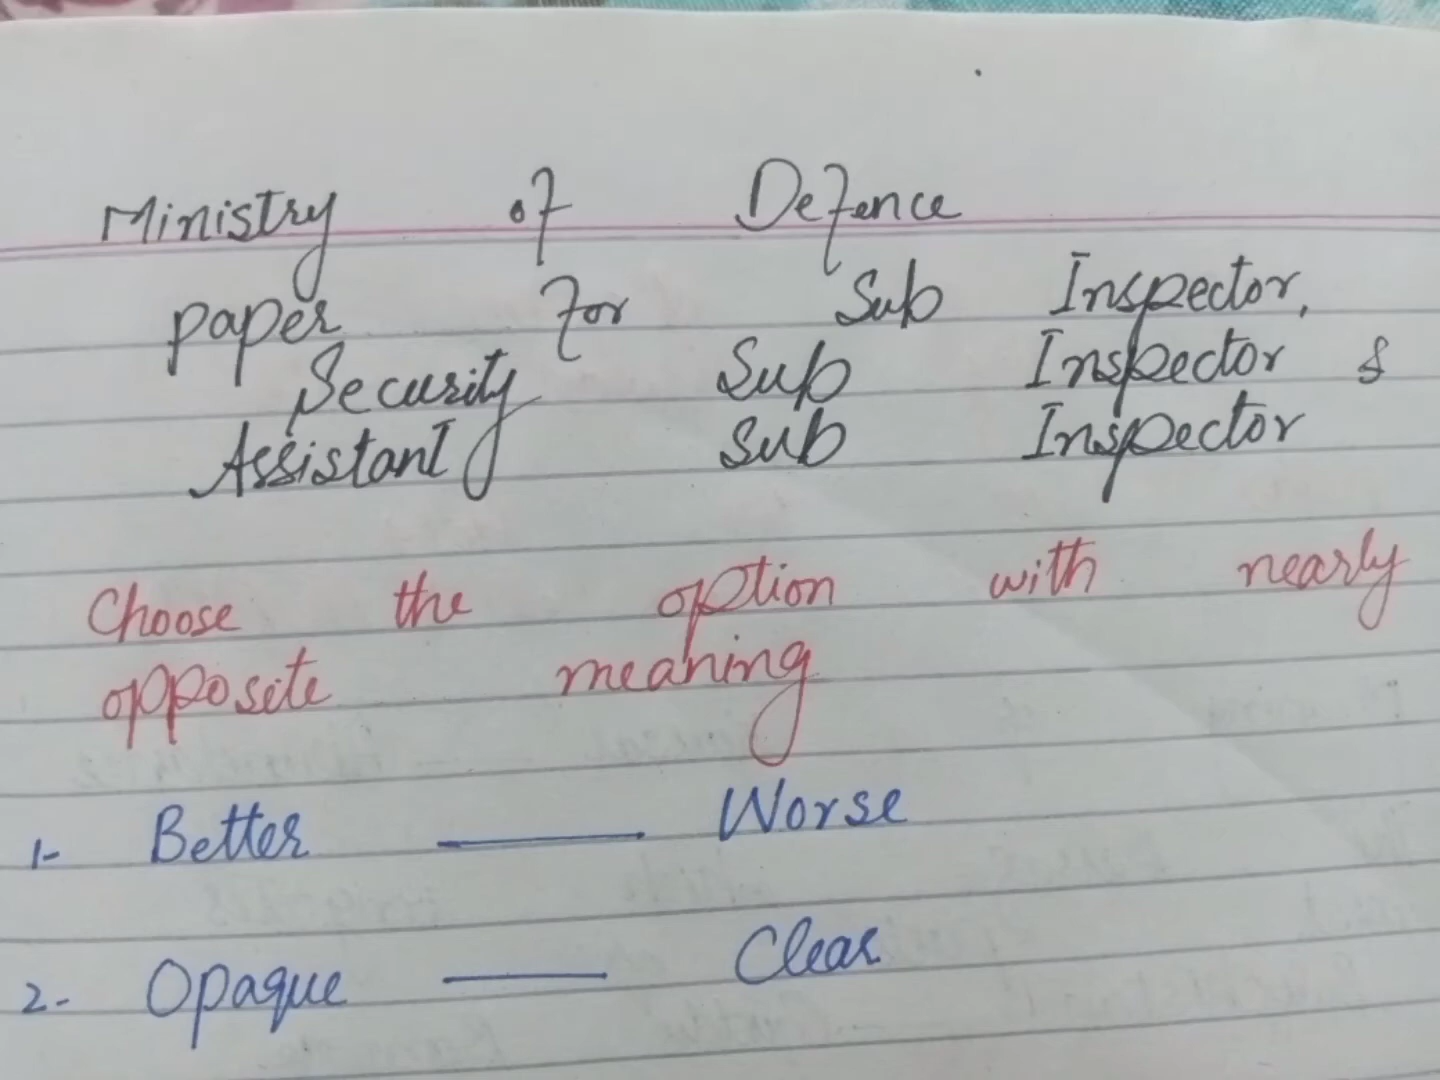 Ministry of Defence
paper for Sub Inspector,
Security Sub Inspector &
Assistant Sub Inspector
Choose the option with nearly
opposite meaning
1- Better — Worse
2- Opaque — Clear